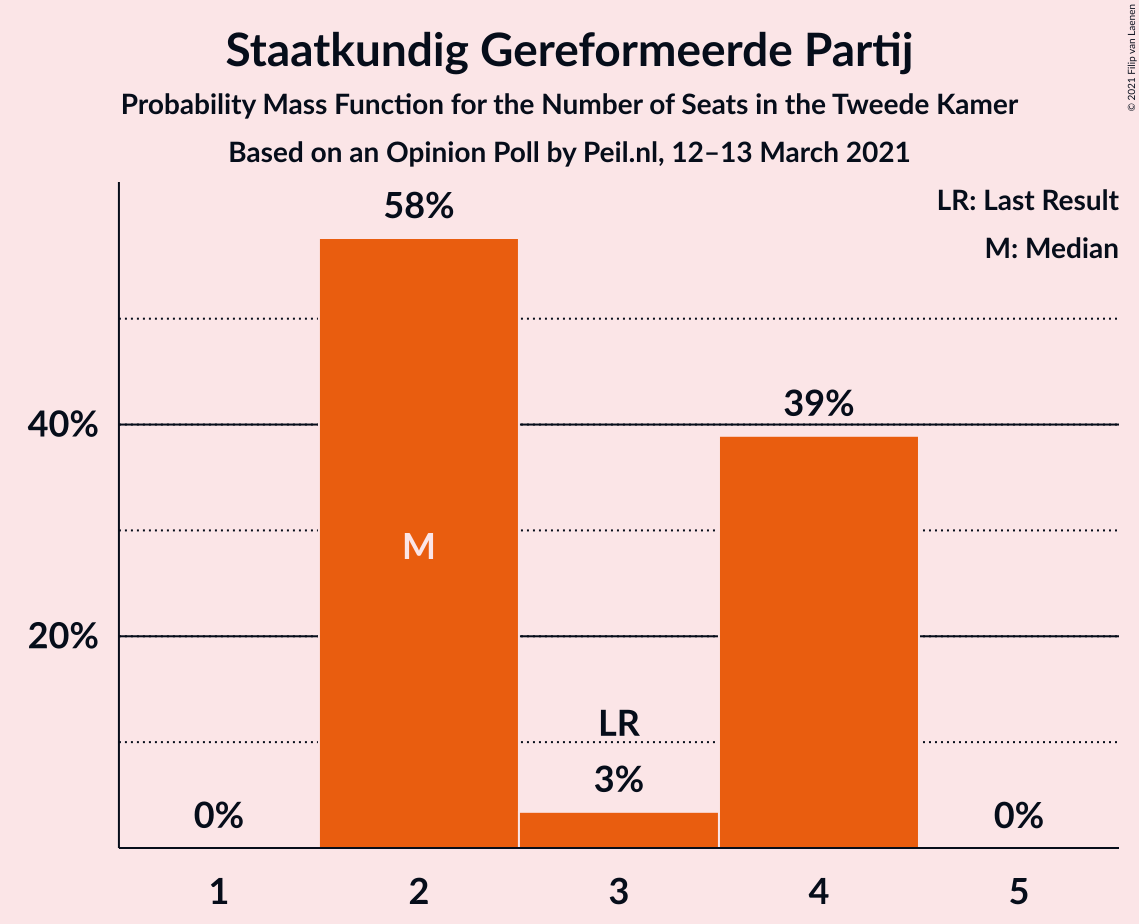 Staatkundig Gereformeerde Partij
Probability Mass Function for the Number of Seats in the Tweede Kamer
Based on an Opinion Poll by Peil.nl, 12–13 March 2021
© 2021 Filip van Laenen
LR: Last Result
M: Median
58%
39%
40%
M
20%
LR
3%
0%
0%
1 2 3 4 5